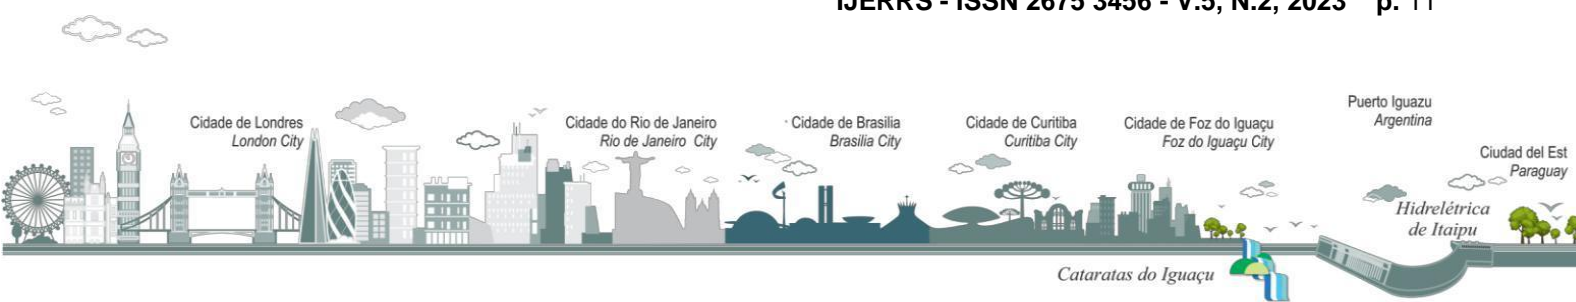 IJERRS - ISSN 2675 3456 - V.5, N.2, 2023    p. 11
Cidade de Londres
London City
Cidade do Rio de Janeiro
Rio de Janeiro City
Cidade de Brasilia
Brasilia City
Cidade de Curitiba
Curitiba City
Cidade de Foz do Iguaçu
Foz do Iguaçu City
Puerto Iguazu
Argentina
Ciudad del Est
Paraguay
Hidrelétrica
de Itaipu
Cataratas do Iguaçu